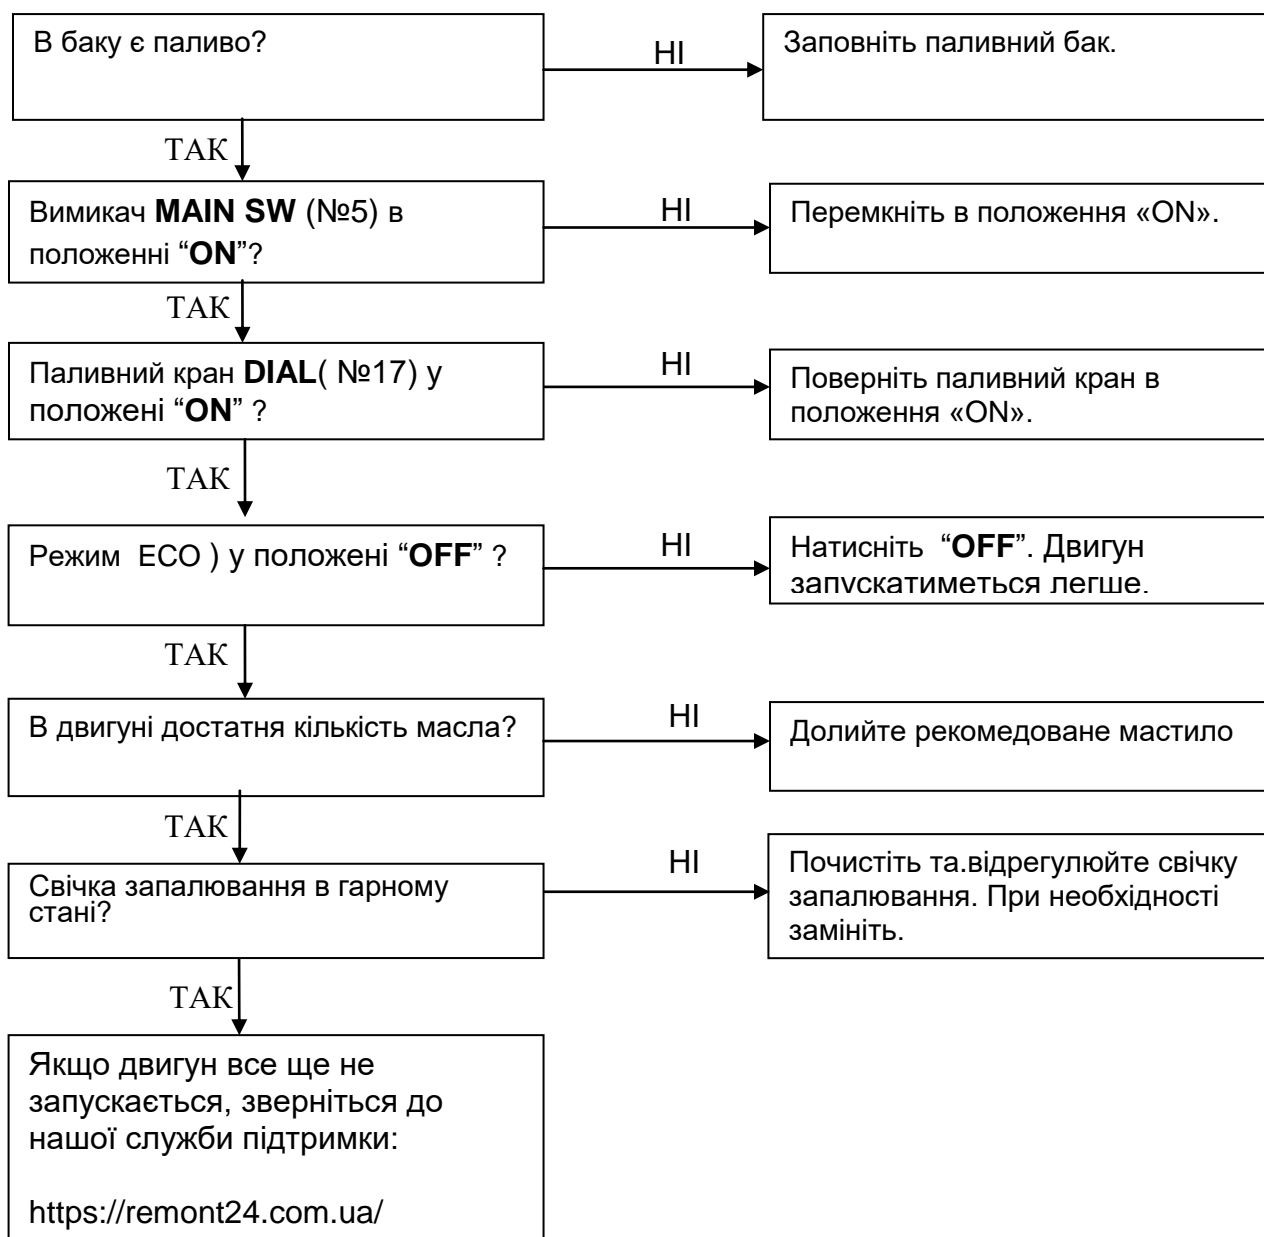 В баку є паливо?
НІ
Заповніть паливний бак.
ТАК
Вимикач MAIN SW (№5) в
положенні “ON”?
НІ
Перемкніть в положення «ON».
ТАК
Паливний кран DIAL( №17) у
положені “ON” ?
НІ
Поверніть паливний кран в
положення «ON».
ТАК
Режим ECO ) у положені “OFF” ?
НІ
Натисніть “OFF”. Двигун
запускатиметься легше.
ТАК
В двигуні достатня кількість масла?
НІ
Долийте рекомедоване мастило
ТАК
Свічка запалювання в гарному
стані?
НІ
Почистіть та.відрегулюйте свічку
запалювання. При необхідності
замініть.
ТАК
Якщо двигун все ще не
запускається, зверніться до
нашої служби підтримки:
https://remont24.com.ua/